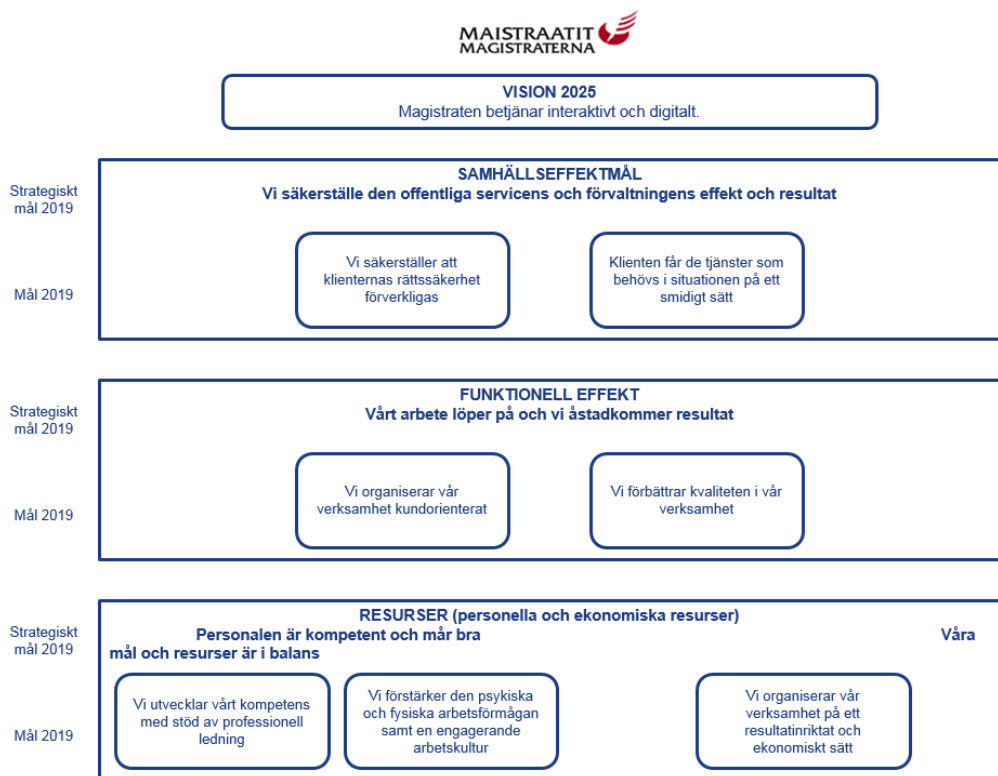 MAISTRAATIT
MAGISTRATERNA
VISION 2025
Magistraten betjänar interaktivt och digitalt.
Strategiskt
mål 2019
SAMHÄLLSEFFEKTMÅL
Vi säkerställe den offentliga servicens och förvaltningens effekt och resultat
Mål 2019
Vi säkerställer att
klienternas rättssäkerhet
förverkligas
Klienten får de tjänster som
behövs i situationen på ett
smidigt sätt
Strategiskt
mål 2019
FUNKTIONELL EFFEKT
Vårt arbete löper på och vi åstadkommer resultat
Mål 2019
Vi organiserar vår
verksamhet kundorienterat
Vi förbättrar kvaliteten i vår
verksamhet
Strategiskt
mål 2019
RESURSER (personella och ekonomiska resurser)
Personalen är kompetent och mår bra Våra
mål och resurser är i balans
Mål 2019
Vi utvecklar vårt kompetens
med stöd av professionell
ledning
Vi förstärker den psykiska
och fysiska arbetsförmågan
samt en engagerande
arbetskultur
Vi organiserar vår
verksamhet på ett
resultatinriktat och
ekonomiskt sätt